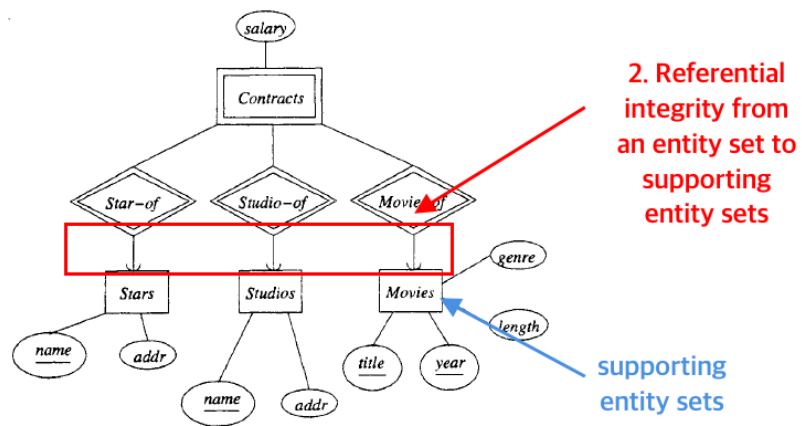 salary
Contracts
2. Referential
integrity from
an entity set to
supporting
entity sets
Star-of
Studio-of
Movie-of
genre
Stars
Studios
Movies
length
name
addr
title
year
name
addr
supporting
entity sets